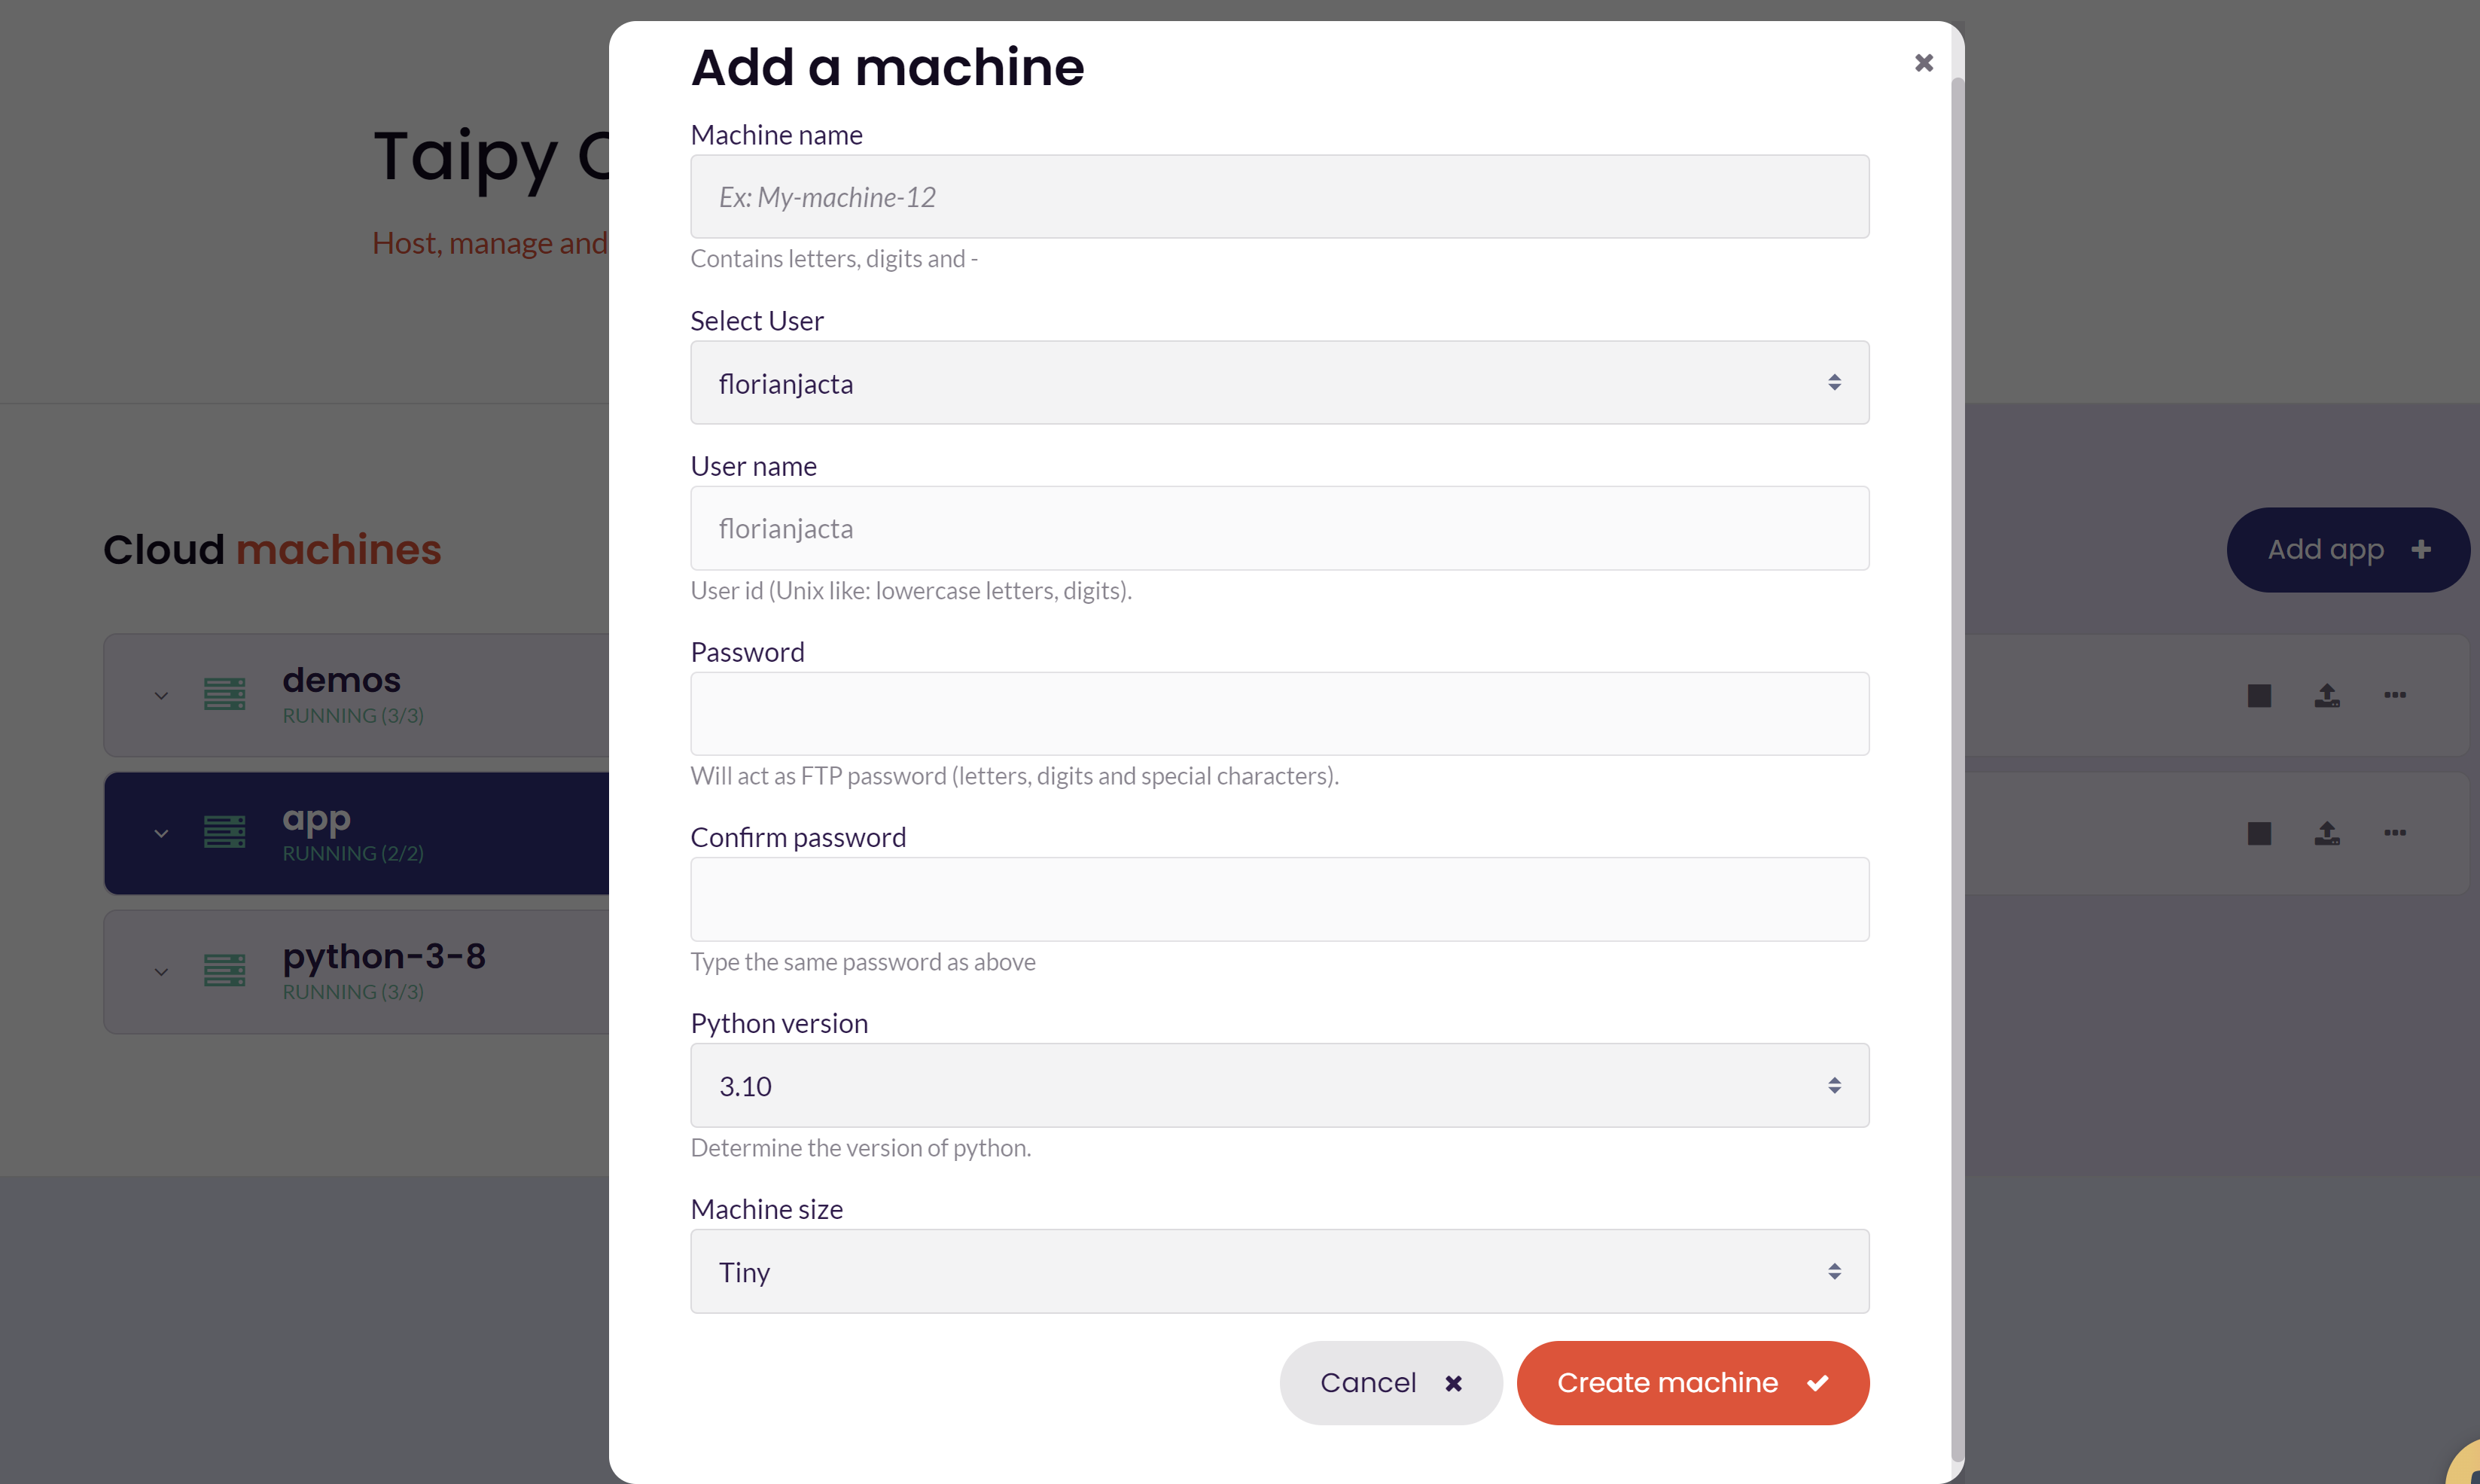 Add a machine
Machine name
Ex: My-machine-12
Contains letters, digits and -
Select User
florianjacta
User name
florianjacta
User id (Unix like: lowercase letters, digits).
Password
Will act as FTP password (letters, digits and special characters).
Confirm password
Type the same password as above
Python version
3.10
Determine the version of python.
Machine size
Tiny
Cancel
Create machine
Taipy
Host, manage and
Cloud machines
Add app
demos
RUNNING (3/3)
app
RUNNING (2/2)
python-3-8
RUNNING (3/3)